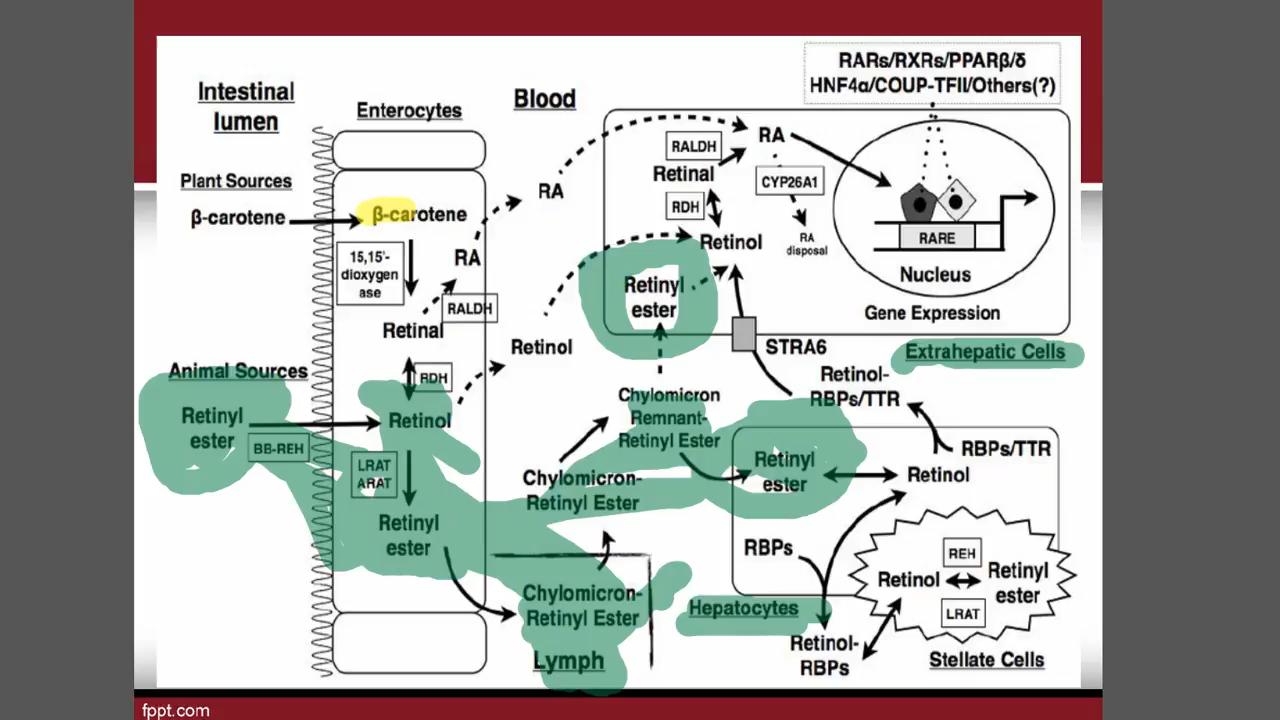 RARs/RXRs/PPARβ/δ
HNF4α/COUP-TFII/Others(?)
Intestinal
lumen
Enterocytes
Blood
Plant Sources
β-carotene
β-carotene
15,15'-
dioxygen
ase
RA
RALDH
Retinal
RDH
Animal Sources
Retinyl
ester
BB-REH
Retinol
LRAT
ARAT
Retinyl
ester
RA
Retinol
Chylomicron-
Retinyl Ester
Chylomicron-
Retinyl Ester
Lymph
Chylomicron
Remnant-
Retinyl Ester
RALDH
RA
Retinal
CYP26A1
RDH
Retinol
RA
disposal
Retinyl
ester
RARE
Nucleus
Gene Expression
STRA6
Extrahepatic Cells
Retinol-
RBPs/TTR
RBPs/TTR
Retinyl
ester
Retinol
RBPs
Hepatocytes
Retinol-
RBPs
REH
Retinol
Retinyl
ester
LRAT
Stellate Cells
fppt.com